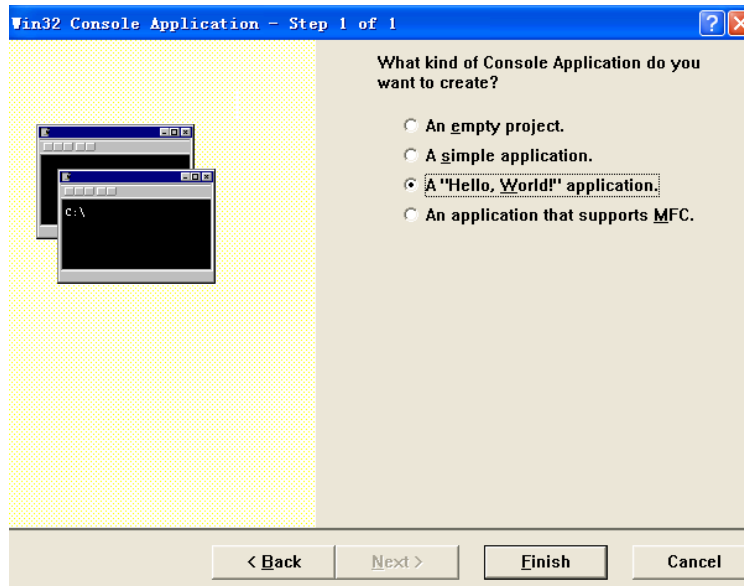 Win32 Console Application - Step 1 of 1
What kind of Console Application do you
want to create?
An empty project.
A simple application.
A "Hello, World!" application.
An application that supports MFC.
C:\
< Back
Next >
Finish
Cancel